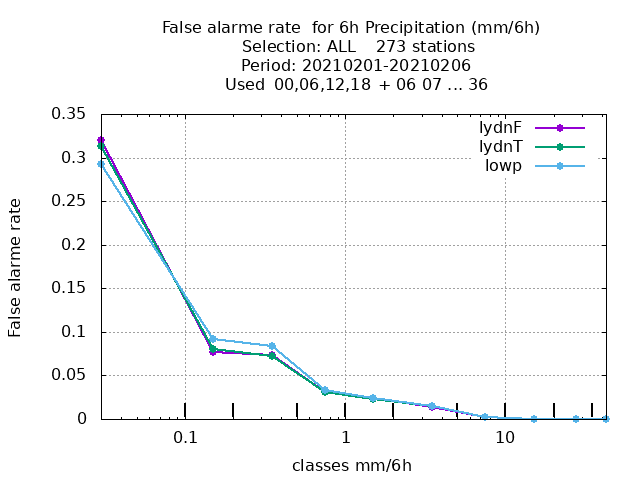 False alarme rate  for 6h Precipitation (mm/6h)
Selection: ALL    273 stations
Period: 20210201-20210206
Used  00,06,12,18  + 06 07 ... 36
0.35
0.3
0.25
0.2
0.15
0.1
0.05
0
False alarme rate
lydnF
lydnT
lowp
0.1
1
10
classes mm/6h